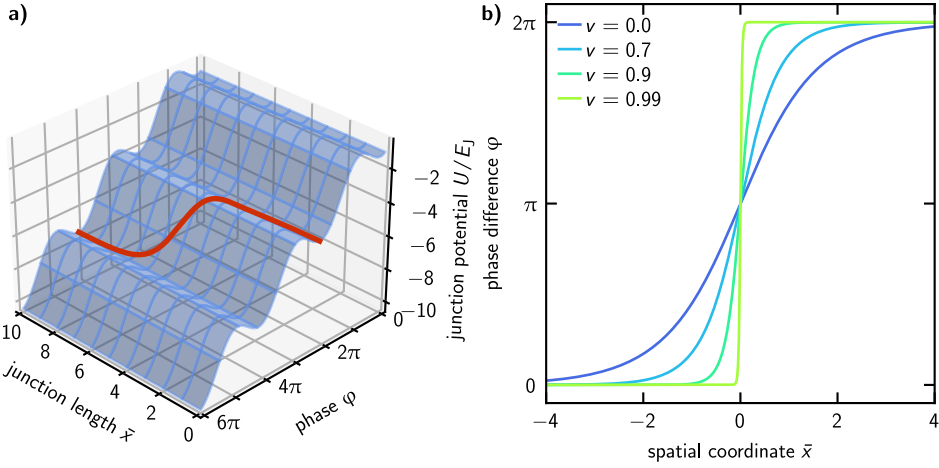 a)
−2
−4
−6
−8
−10
junction potential U/E_J
10
8
6
4
2
0
junction length x̄
6π
4π
2π
0
phase φ
b)
v = 0.0
v = 0.7
v = 0.9
v = 0.99
2π
π
0
phase difference φ
−4
−2
0
2
4
spatial coordinate x̄